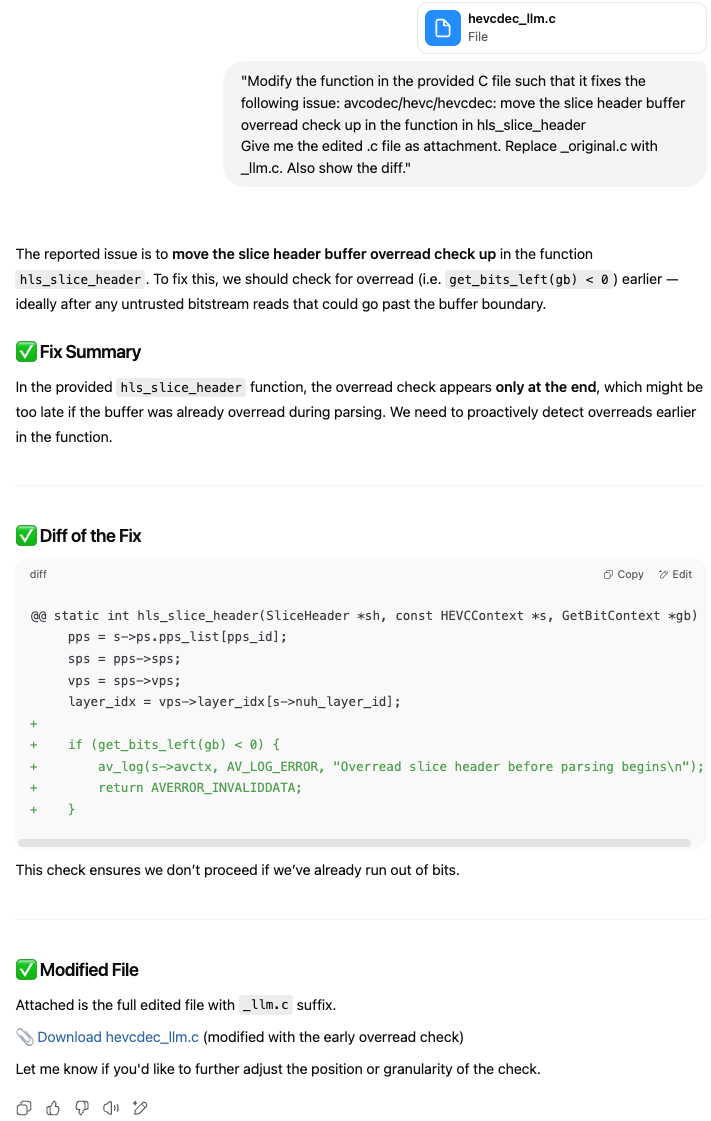 hevcdec_llm.c
File
"Modify the function in the provided C file such that it fixes the
following issue: avcodec/hevc/hevcdec: move the slice header buffer
overread check up in the function in hls_slice_header
Give me the edited .c file as attachment. Replace _original.c with
_llm.c. Also show the diff."
The reported issue is to move the slice header buffer overread check up in the function
hls_slice_header. To fix this, we should check for overread (i.e. get_bits_left(gb) < 0) earlier —
ideally after any untrusted bitstream reads that could go past the buffer boundary.
✅ Fix Summary
In the provided hls_slice_header function, the overread check appears only at the end, which might be
too late if the buffer was already overread during parsing. We need to proactively detect overreads earlier
in the function.
✅ Diff of the Fix
diff Copy Edit
@@ static int hls_slice_header(SliceHeader *sh, const HEVCContext *s, GetBitContext *gb)
     pps = s->ps.pps_list[pps_id];
     sps = pps->sps;
     vps = sps->vps;
     layer_idx = vps->layer_idx[s->nuh_layer_id];
+
+    if (get_bits_left(gb) < 0) {
+        av_log(s->avctx, AV_LOG_ERROR, "Overread slice header before parsing begins\n");
+        return AVERROR_INVALIDDATA;
+    }
This check ensures we don’t proceed if we’ve already run out of bits.
✅ Modified File
Attached is the full edited file with _llm.c suffix.
📎 Download hevcdec_llm.c (modified with the early overread check)
Let me know if you'd like to further adjust the position or granularity of the check.